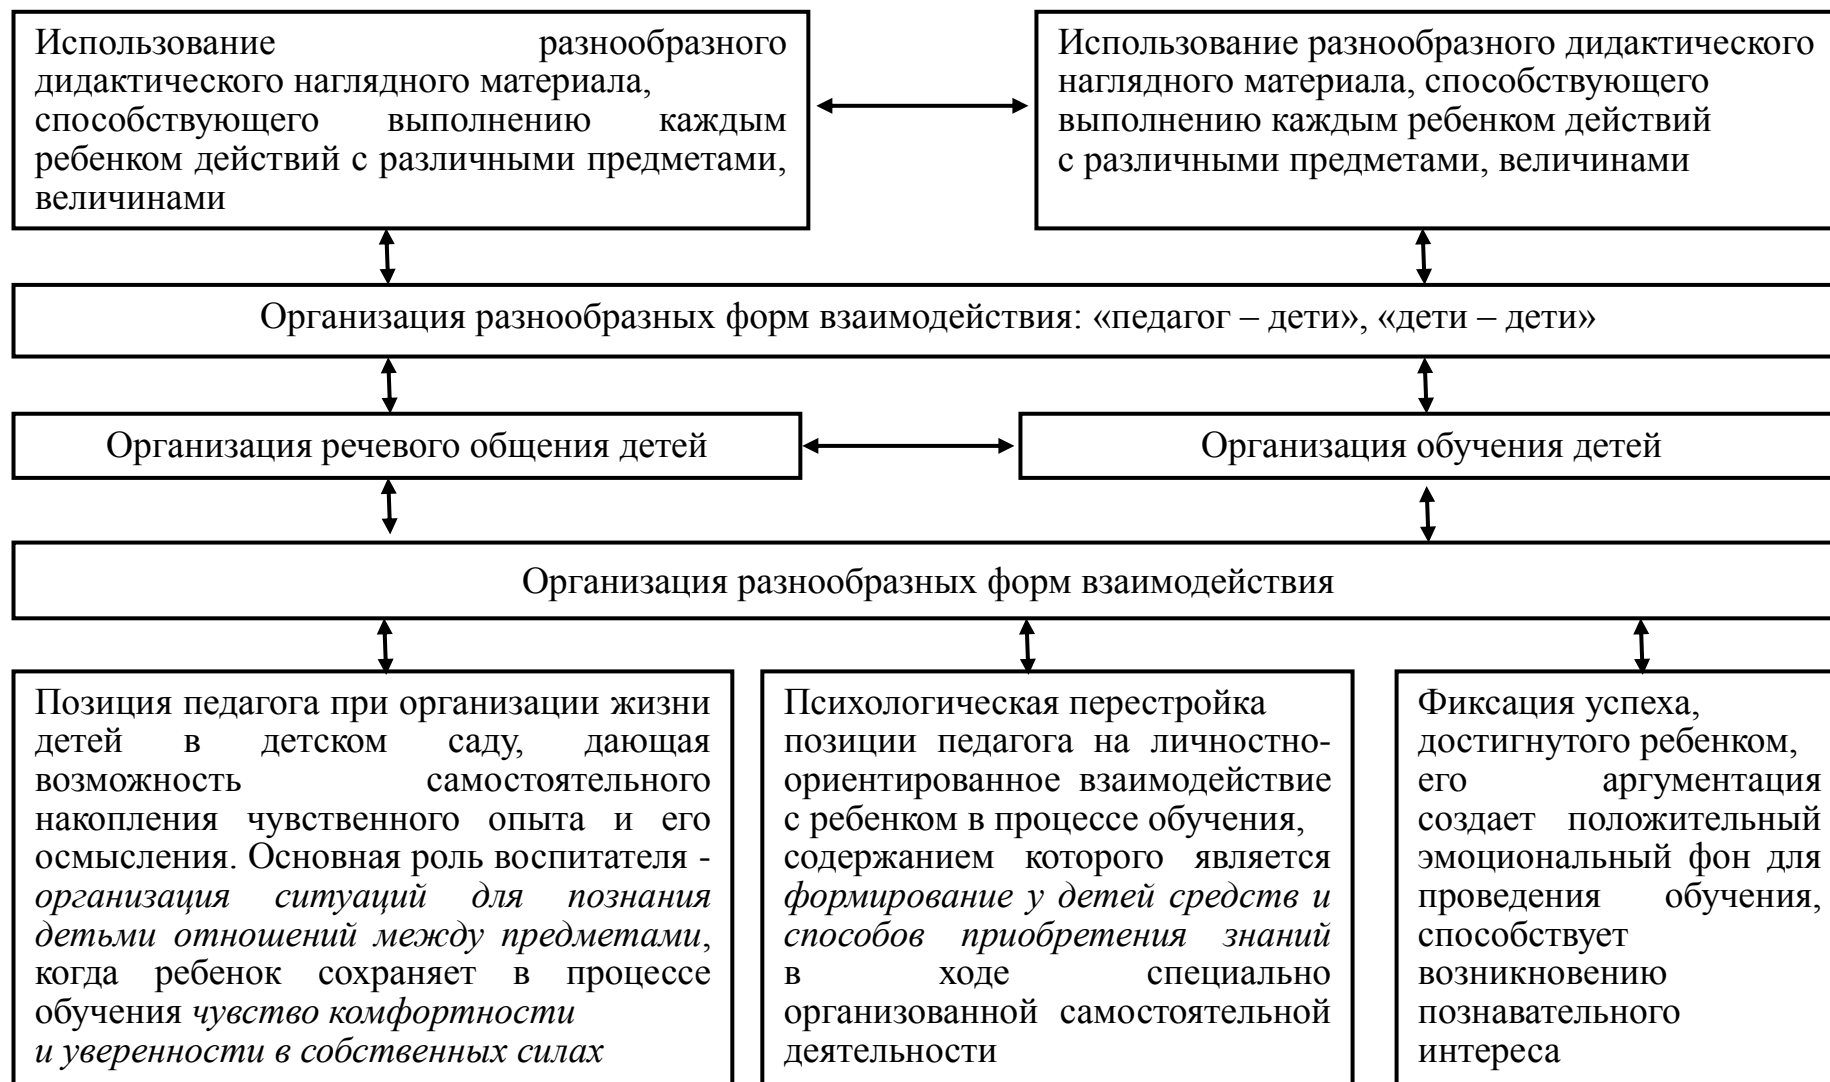 Использование разнообразного
дидактического наглядного материала,
способствующего выполнению каждым
ребенком действий с различными предметами,
величинами
Использование разнообразного дидактического
наглядного материала, способствующего
выполнению каждым ребенком действий
с различными предметами, величинами
Организация разнообразных форм взаимодействия: «педагог – дети», «дети – дети»
Организация речевого общения детей
Организация обучения детей
Организация разнообразных форм взаимодействия
Позиция педагога при организации жизни
детей в детском саду, дающая
возможность самостоятельного
накопления чувственного опыта и его
осмысления. Основная роль воспитателя -
организация ситуаций для познания
детьми отношений между предметами,
когда ребенок сохраняет в процессе
обучения чувство комфортности
и уверенности в собственных силах
Психологическая перестройка
позиции педагога на личностно-
ориентированное взаимодействие
с ребенком в процессе обучения,
содержанием которого является
формирование у детей средств и
способов приобретения знаний
в ходе специально
организованной самостоятельной
деятельности
Фиксация успеха,
достигнутого ребенком,
его аргументация
создает положительный
эмоциональный фон для
проведения обучения,
способствует
возникновению
познавательного
интереса